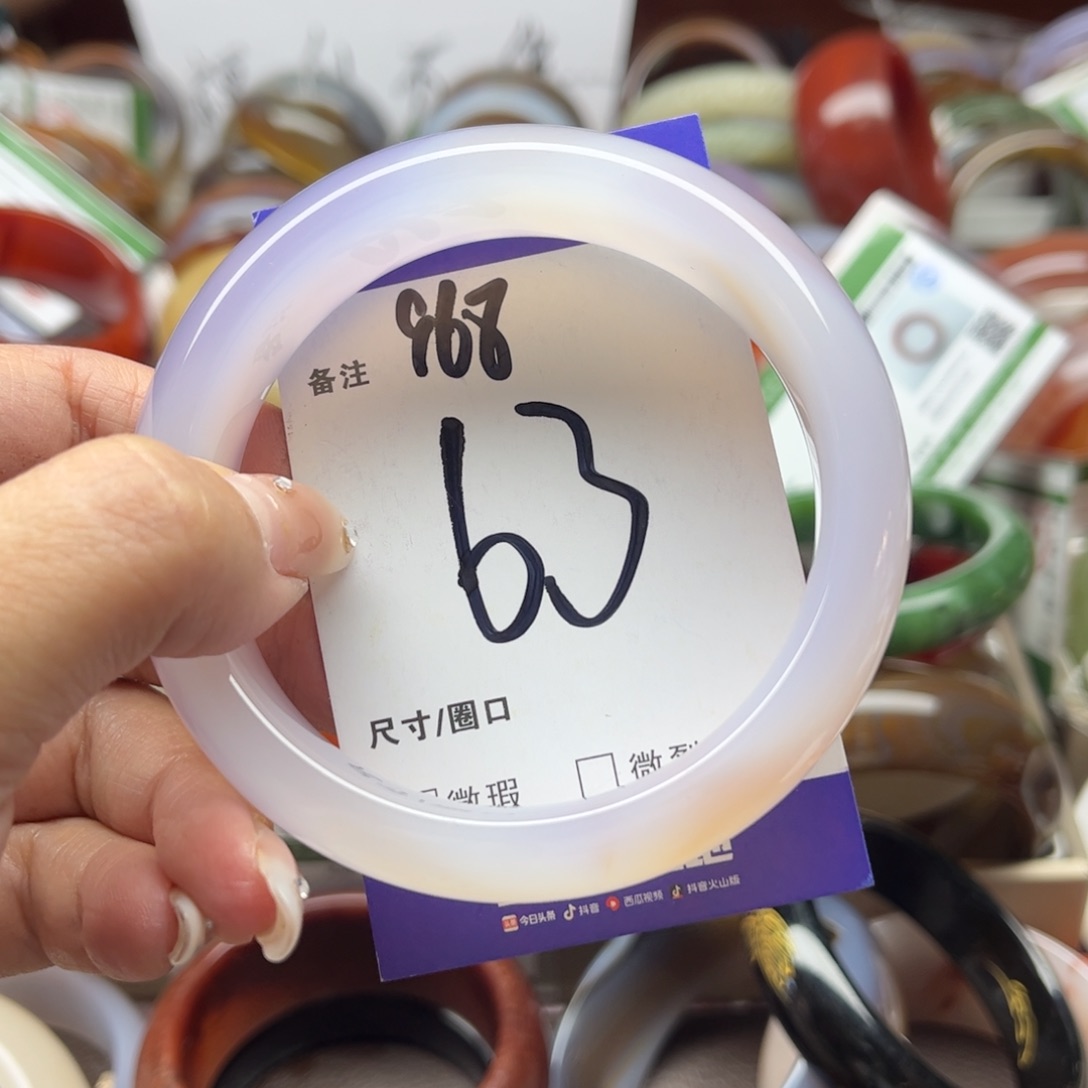 968
备注
63
尺寸/圈口
微瑕 □ 微裂
今日头条 抖音 西瓜视频 抖音火山版